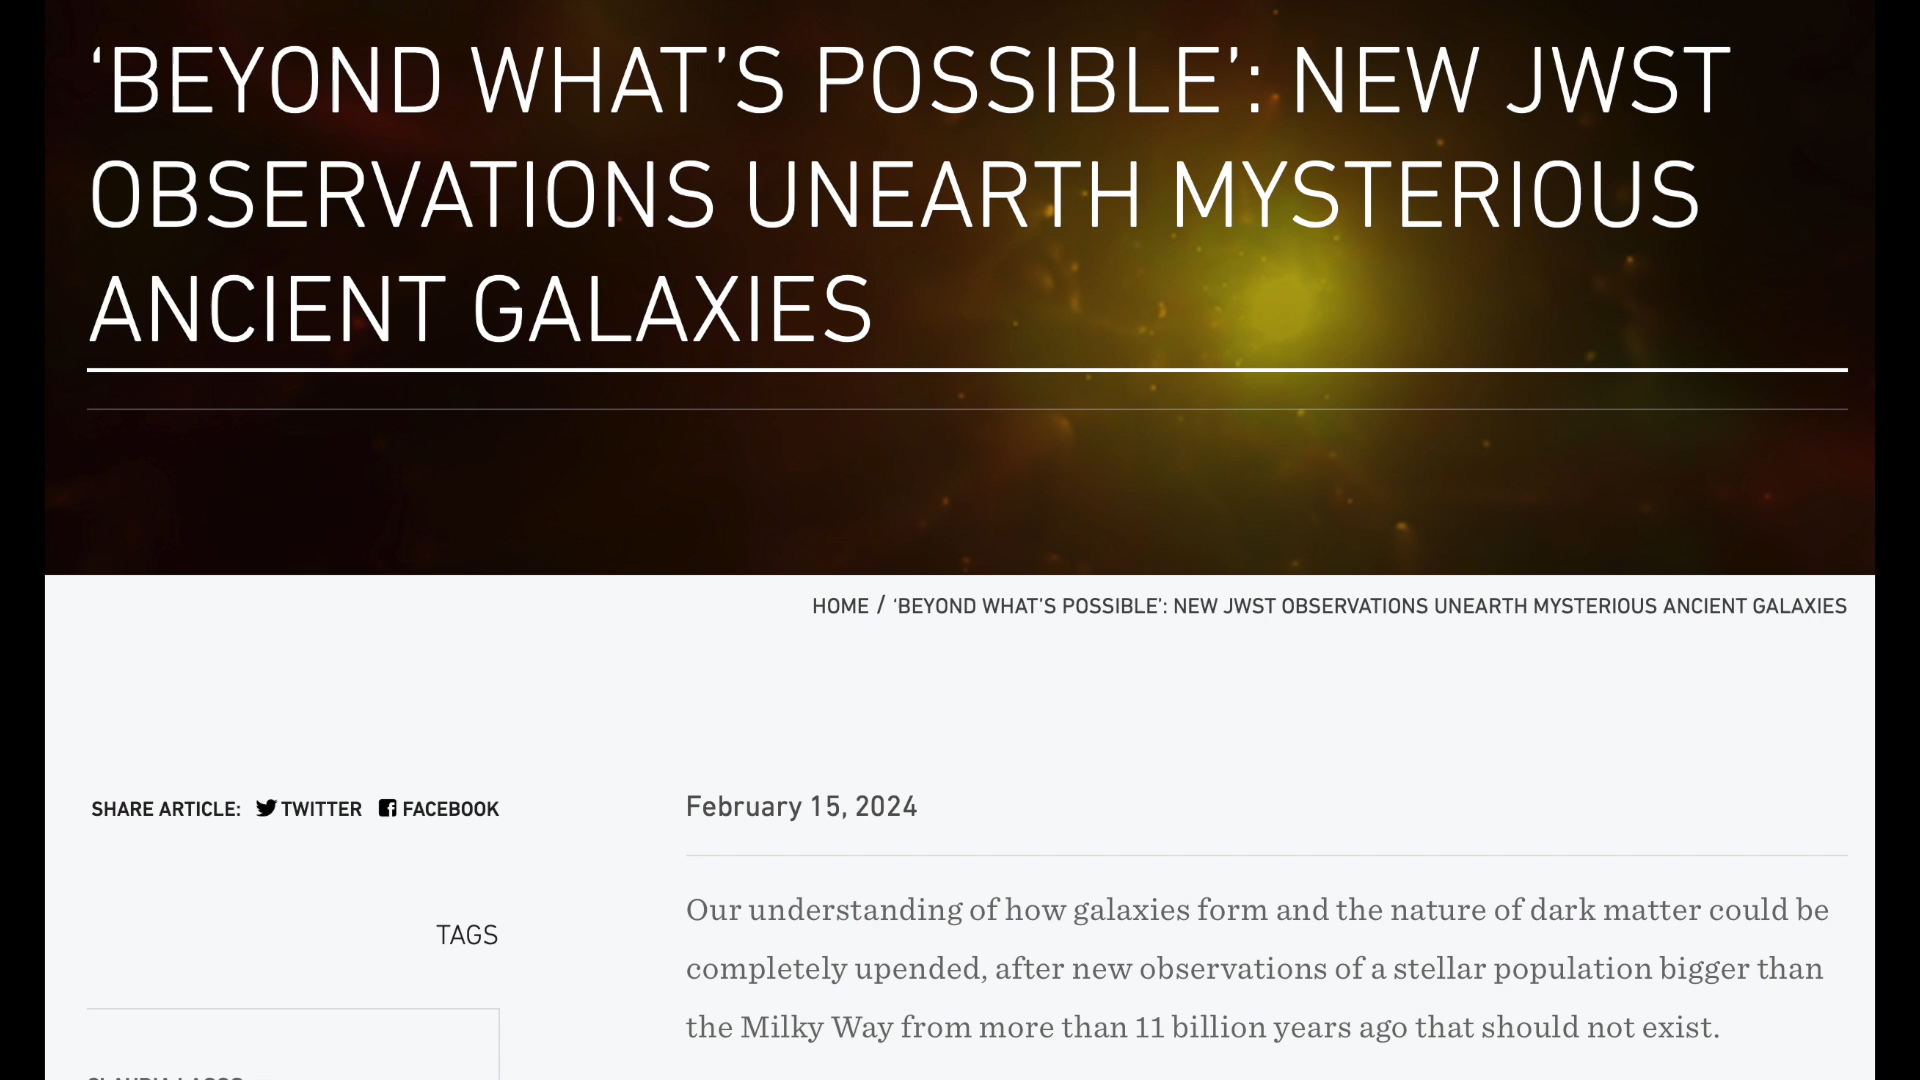 ‘BEYOND WHAT’S POSSIBLE’: NEW JWST
OBSERVATIONS UNEARTH MYSTERIOUS
ANCIENT GALAXIES
HOME / ‘BEYOND WHAT’S POSSIBLE’: NEW JWST OBSERVATIONS UNEARTH MYSTERIOUS ANCIENT GALAXIES
SHARE ARTICLE: TWITTER FACEBOOK
February 15, 2024
TAGS
Our understanding of how galaxies form and the nature of dark matter could be
completely upended, after new observations of a stellar population bigger than
the Milky Way from more than 11 billion years ago that should not exist.